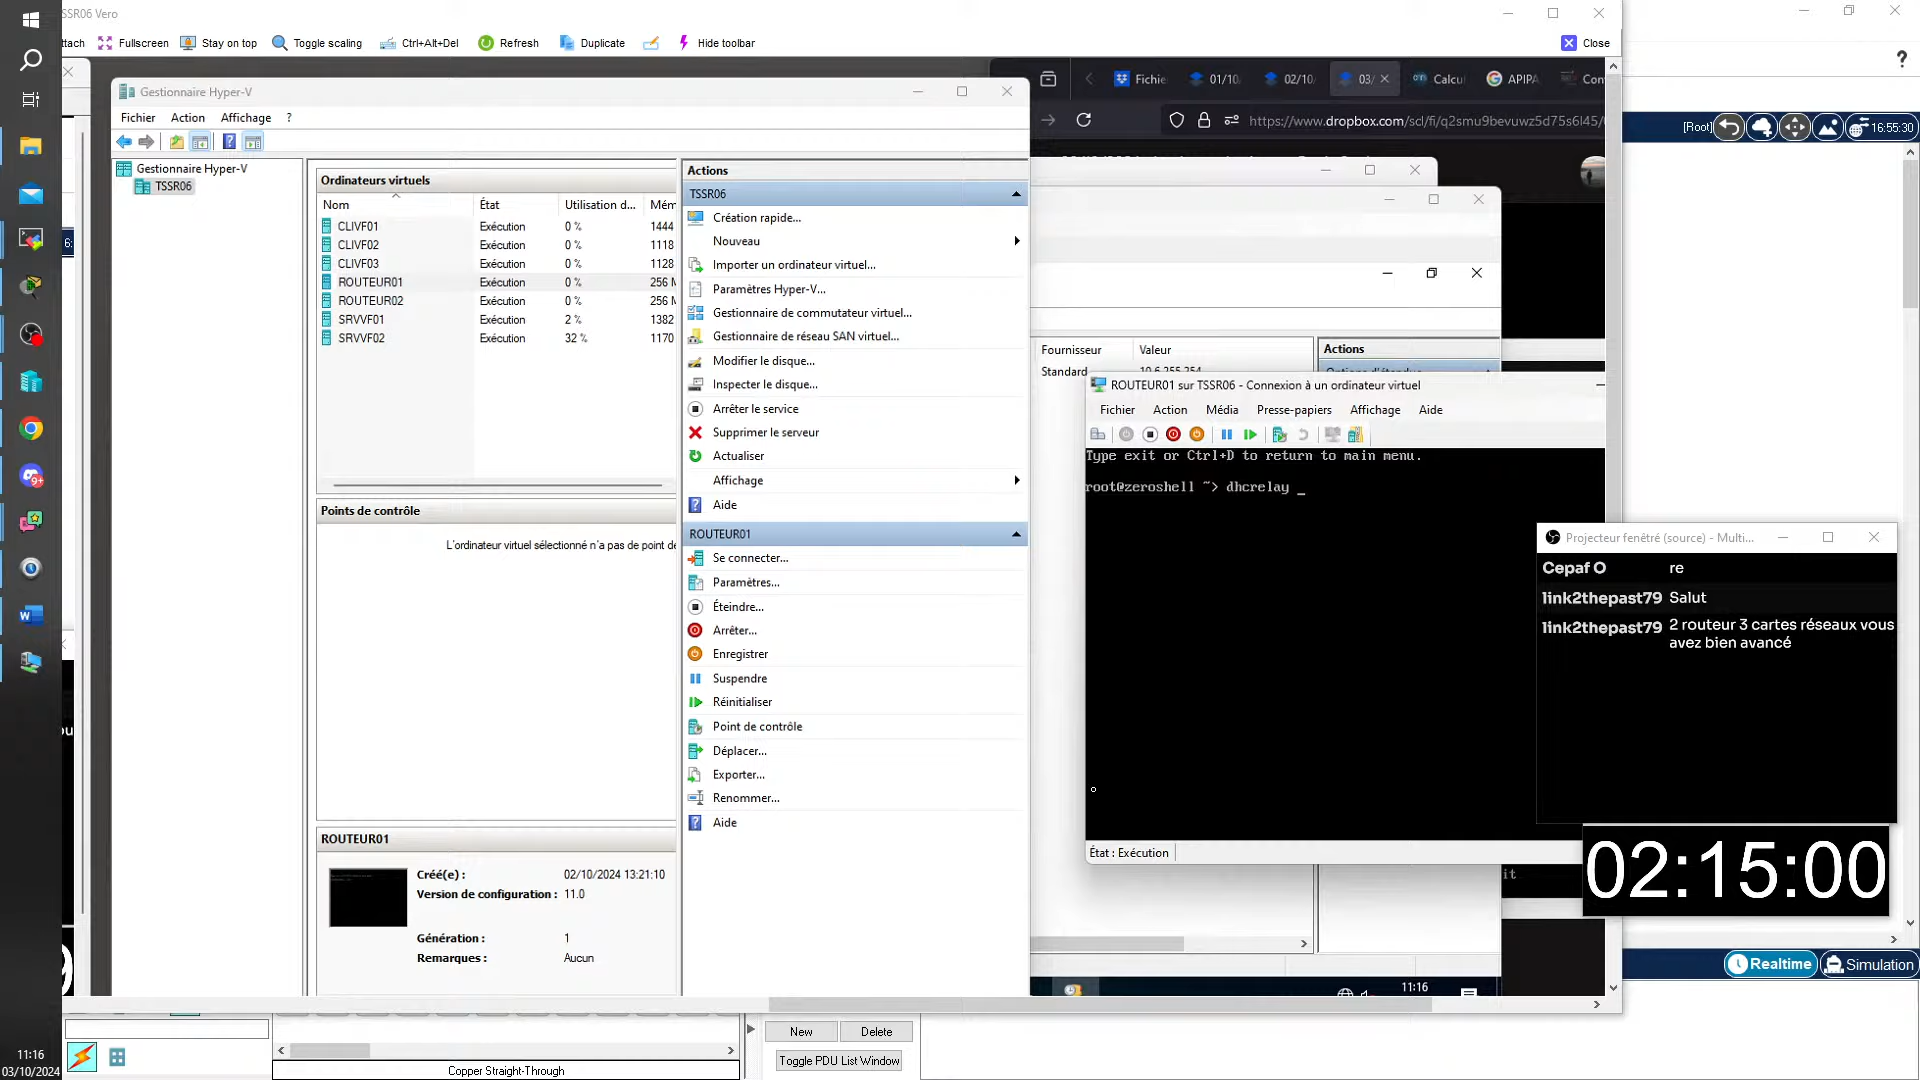 SSR06 Vero
ttach
Fullscreen
Stay on top
Toggle scaling
Ctrl+Alt+Del
Refresh
Duplicate
Hide toolbar
Close
?
Gestionnaire Hyper-V
Fichier
Action
Affichage
?
Gestionnaire Hyper-V
TSSR06
Ordinateurs virtuels
Nom
État
Utilisation d...
Mém
CLIVF01
Exécution
0 %
1444
CLIVF02
Exécution
0 %
1118
CLIVF03
Exécution
0 %
1128
ROUTEUR01
Exécution
0 %
256 M
ROUTEUR02
Exécution
0 %
256 M
SRVVF01
Exécution
2 %
1382
SRVVF02
Exécution
32 %
1170
Points de contrôle
L'ordinateur virtuel sélectionné n'a pas de point de
ROUTEUR01
Créé(e) :
02/10/2024 13:21:10
Version de configuration :
11.0
Génération :
1
Remarques :
Aucun
Actions
TSSR06
Création rapide...
Nouveau
Importer un ordinateur virtuel...
Paramètres Hyper-V...
Gestionnaire de commutateur virtuel...
Gestionnaire de réseau SAN virtuel...
Modifier le disque...
Inspecter le disque...
Arrêter le service
Supprimer le serveur
Actualiser
Affichage
Aide
ROUTEUR01
Se connecter...
Paramètres...
Éteindre...
Arrêter...
Enregistrer
Suspendre
Réinitialiser
Point de contrôle
Déplacer...
Exporter...
Renommer...
Aide
Fichie
01/10
02/10
03/
Calcu
APIPA
Con
https://www.dropbox.com/scl/fi/q2smu9bevuwz5d75s6l45/
[Root]
16:55:30
Fournisseur
Valeur
Standard
10.6.255.254
Actions
ROUTEUR01 sur TSSR06 - Connexion à un ordinateur virtuel
Fichier
Action
Média
Presse-papiers
Affichage
Aide
Type exit or Ctrl+D to return to main menu.
root@zeroshell ~> dhcrelay _
État : Exécution
Projecteur fenêtré (source) - Multi...
Cepaf O
re
link2thepast79
Salut
link2thepast79
2 routeur 3 cartes réseaux vous
avez bien avancé
02:15:00
it
Realtime
Simulation
11:16
New
Delete
Toggle PDU List Window
Copper Straight-Through
11:16
03/10/2024